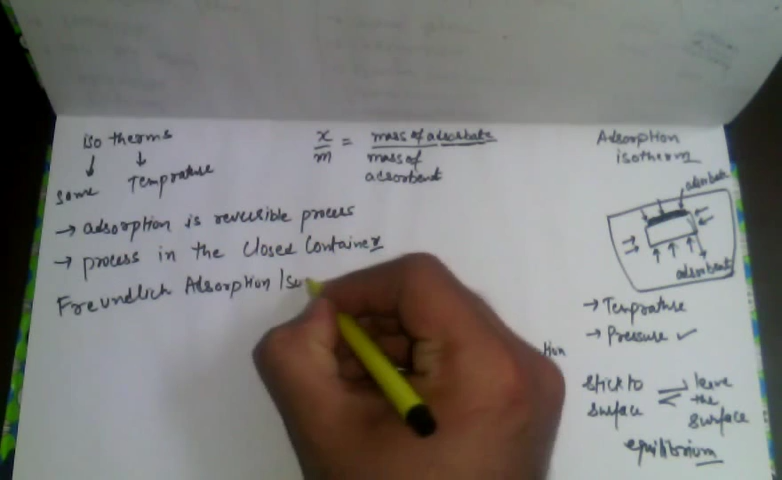 iso therms
↓ ↓
Same Temprature
x/m = mass of adsorbate / mass of adsorbent
→ adsorption is reversible process
→ process in the closed container
Freundlich Adsorption Iso
Adsorption
isotherm
adsorbate
adsorbent
→ Temprature
→ Pressure ✓
stick to surface ⇌ leave the surface
equilibrium